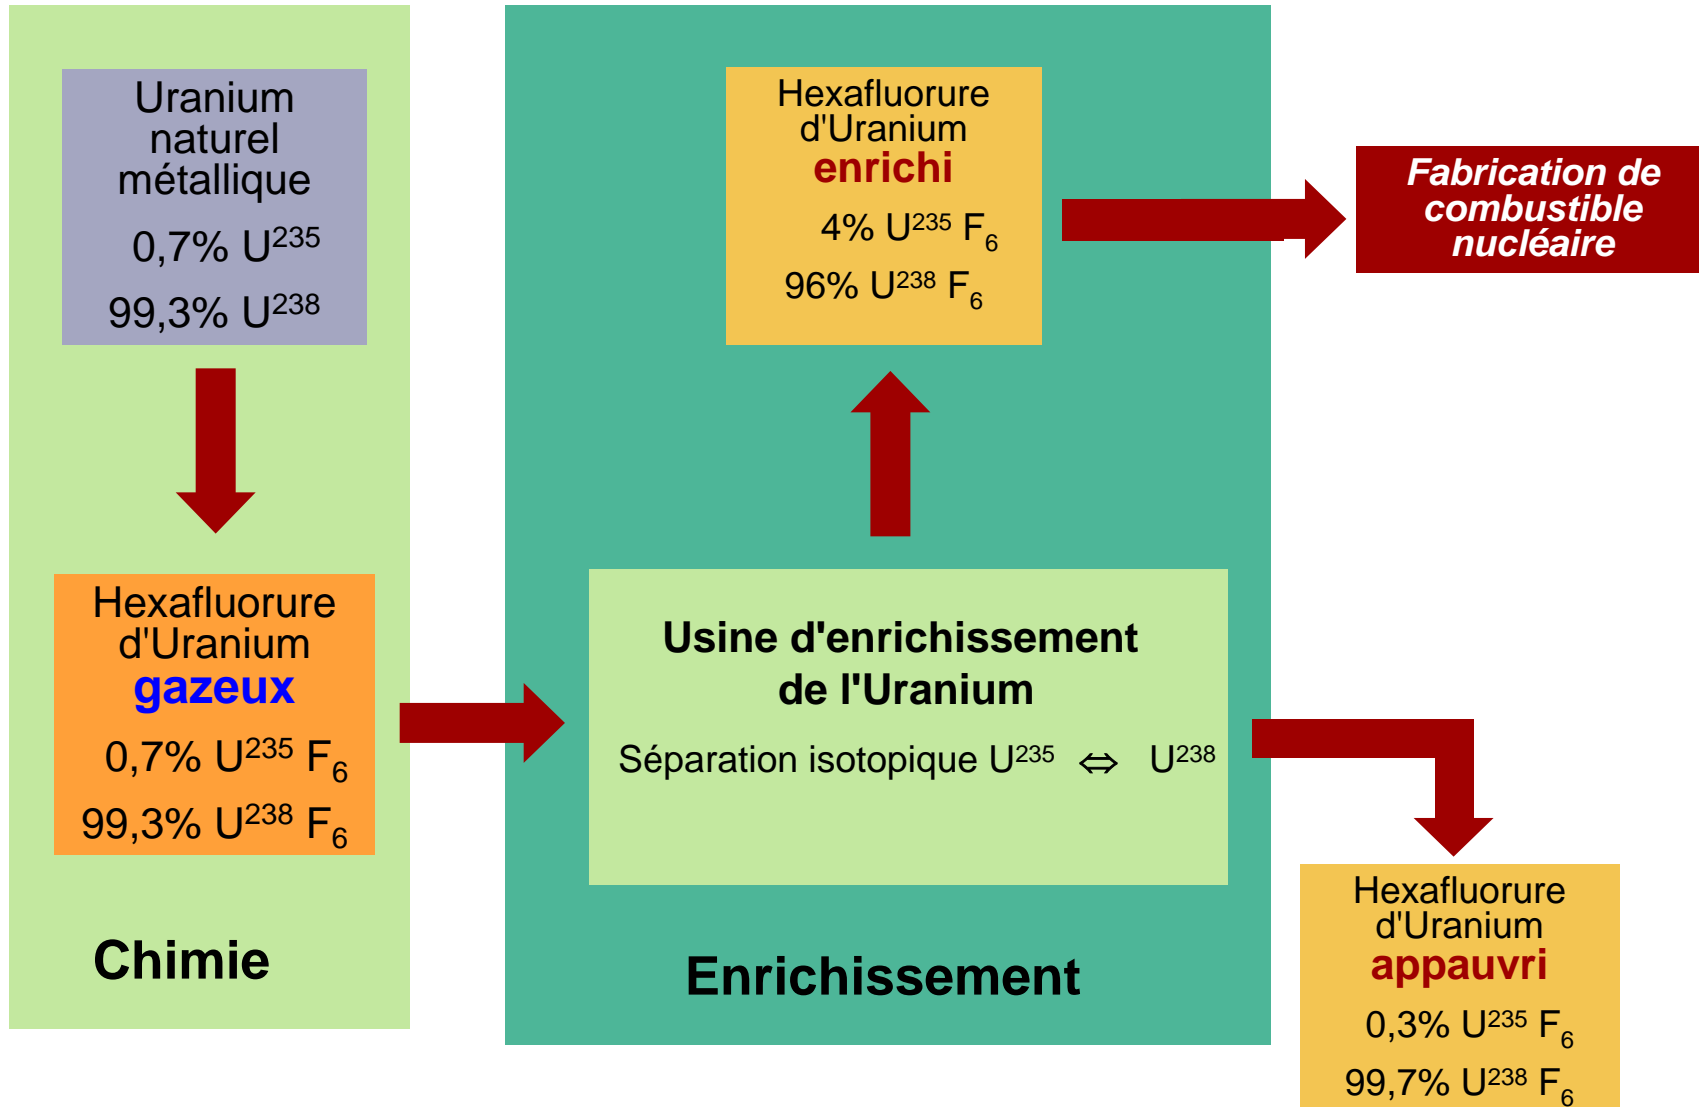 Uranium
naturel
métallique
0,7% U²³⁵
99,3% U²³⁸
Hexafluorure
d'Uranium
gazeux
0,7% U²³⁵ F₆
99,3% U²³⁸ F₆
Chimie
Hexafluorure
d'Uranium
enrichi
4% U²³⁵ F₆
96% U²³⁸ F₆
Usine d'enrichissement
de l'Uranium
Séparation isotopique U²³⁵ ⇔ U²³⁸
Enrichissement
Fabrication de
combustible
nucléaire
Hexafluorure
d'Uranium
appauvri
0,3% U²³⁵ F₆
99,7% U²³⁸ F₆